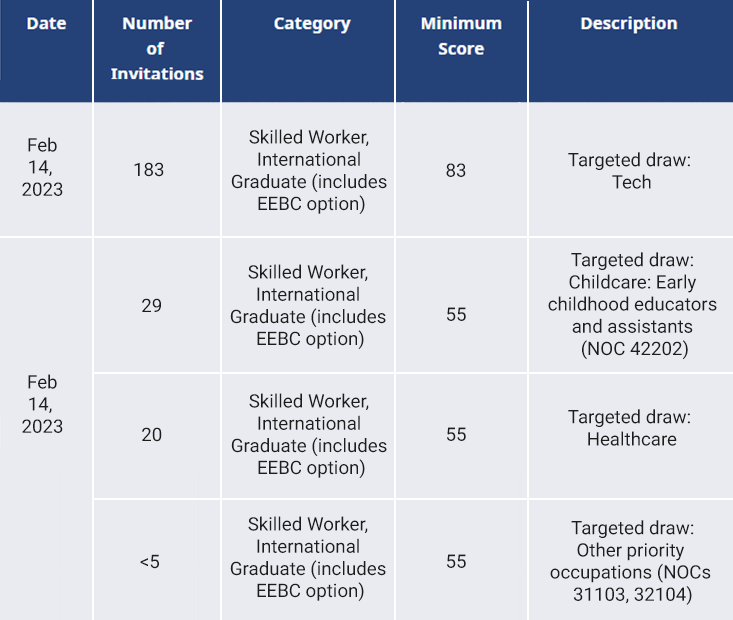 Date
Number
of
Invitations
Category
Minimum
Score
Description
Feb
14,
2023
183
Skilled Worker,
International
Graduate (includes
EEBC option)
83
Targeted draw:
Tech
Feb
14,
2023
29
Skilled Worker,
International
Graduate (includes
EEBC option)
55
Targeted draw:
Childcare: Early
childhood educators
and assistants
(NOC 42202)
20
Skilled Worker,
International
Graduate (includes
EEBC option)
55
Targeted draw:
Healthcare
<5
Skilled Worker,
International
Graduate (includes
EEBC option)
55
Targeted draw:
Other priority
occupations (NOCs
31103, 32104)